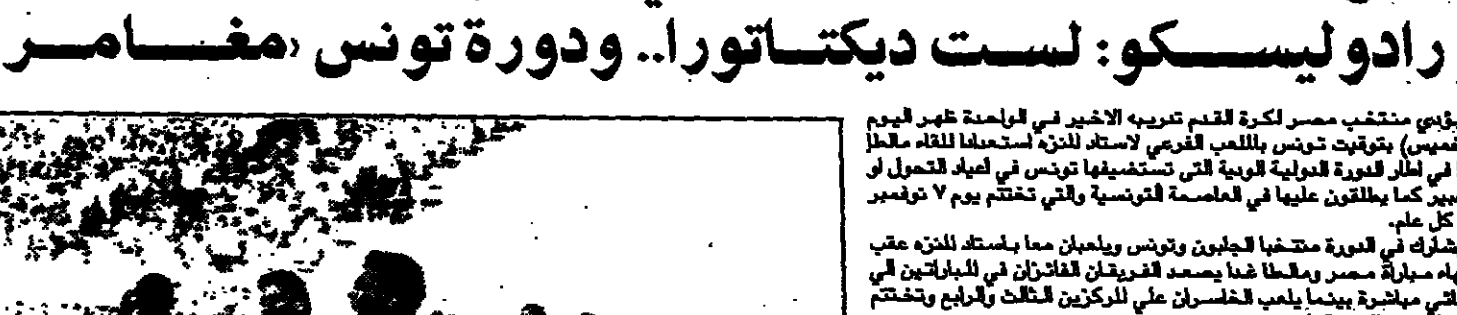 رادوليسكو: لست ديكتاتورا.. ودورة تونس «مغامر
يؤدي منتخب مصر لكرة القدم تدريبه الاخير في الواحدة ظهر اليوم
بتوقيت تونس بالملعب الفرعي لاستاد المنزه استعدادا للقاء مالطا
في اطار الدورة الدولية الودية التي تستضيفها تونس في اعياد التحول او
كما يطلقون عليها في العاصمة التونسية والتي تختتم يوم ٧ نوفمبر
كل عام.
في الدورة منتخبا الجابون وتونس ويلعبان معا باستاد المنزه عقب
مباراة مصر ومالطا غدا يصعد الفريقان الفائزان في المباراتين الي
مباشرة بينما يلعب الخاسران علي المركزين الثالث والرابع وتختتم